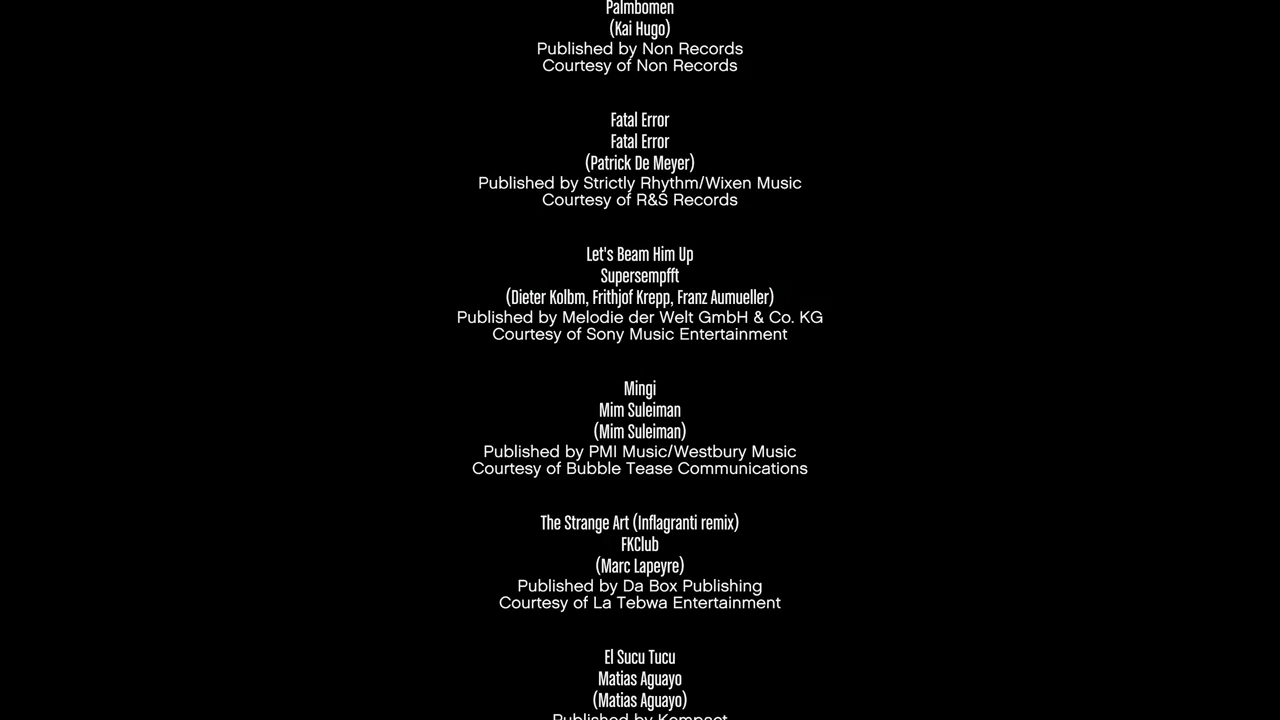 Palmbomen
(Kai Hugo)
Published by Non Records
Courtesy of Non Records
Fatal Error
Fatal Error
(Patrick De Meyer)
Published by Strictly Rhythm/Wixen Music
Courtesy of R&S Records
Let's Beam Him Up
Supersempfft
(Dieter Kolbm, Frithjof Krepp, Franz Aumueller)
Published by Melodie der Welt GmbH & Co. KG
Courtesy of Sony Music Entertainment
Mingi
Mim Suleiman
(Mim Suleiman)
Published by PMI Music/Westbury Music
Courtesy of Bubble Tease Communications
The Strange Art (Inflagranti remix)
FKClub
(Marc Lapeyre)
Published by Da Box Publishing
Courtesy of La Tebwa Entertainment
El Sucu Tucu
Matias Aguayo
(Matias Aguayo)
Published by Kompact